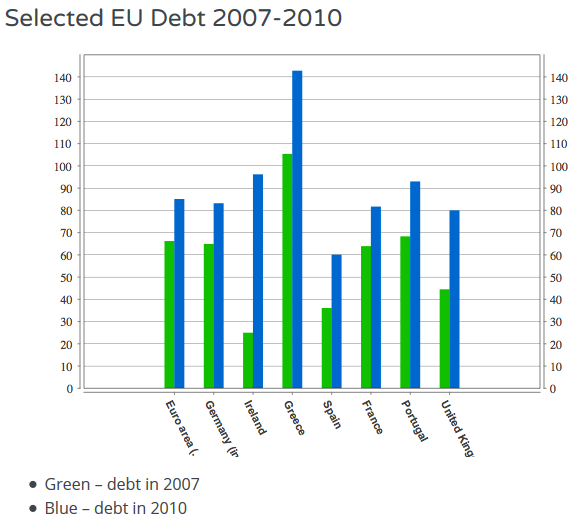 Selected EU Debt 2007-2010
140 140
130 130
120 120
110 110
100 100
90 90
80 80
70 70
60 60
50 50
40 40
30 30
20 20
10 10
0 0
Euro area (.
Germany (in
Ireland
Greece
Spain
France
Portugal
United King
• Green – debt in 2007
• Blue – debt in 2010